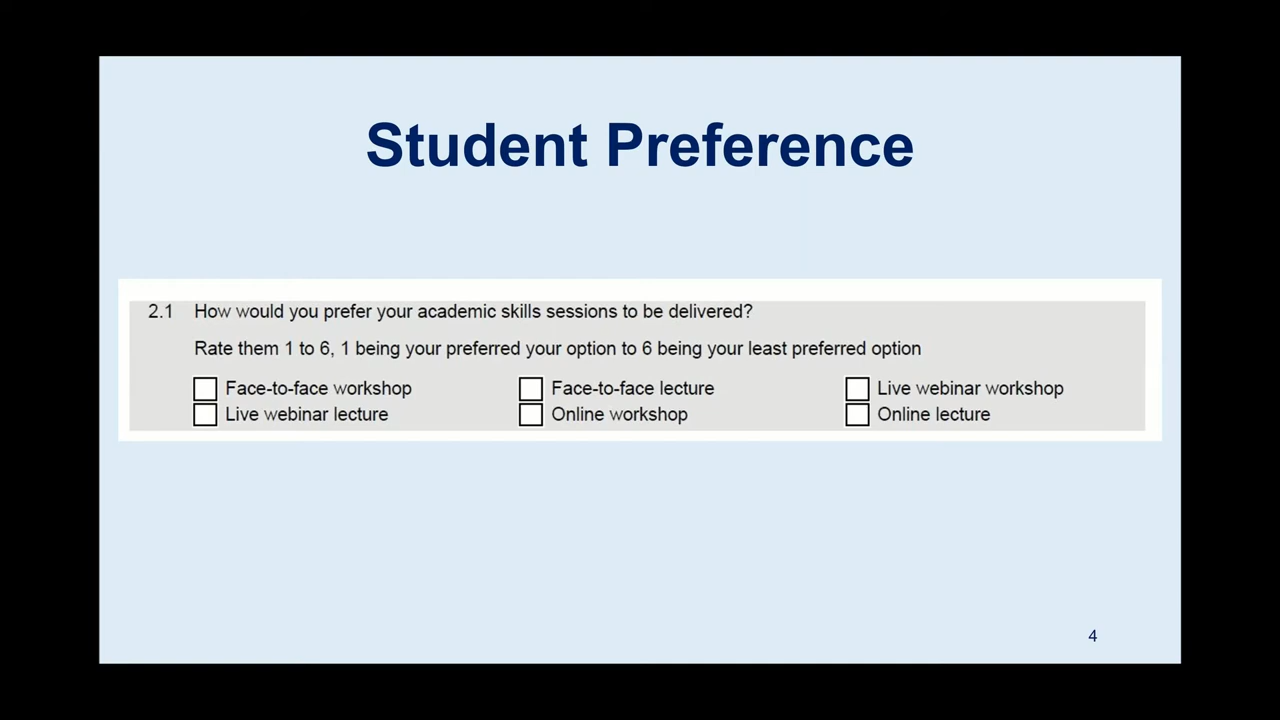 Student Preference
2.1 How would you prefer your academic skills sessions to be delivered?
Rate them 1 to 6, 1 being your preferred your option to 6 being your least preferred option
Face-to-face workshop Face-to-face lecture Live webinar workshop
Live webinar lecture Online workshop Online lecture
4